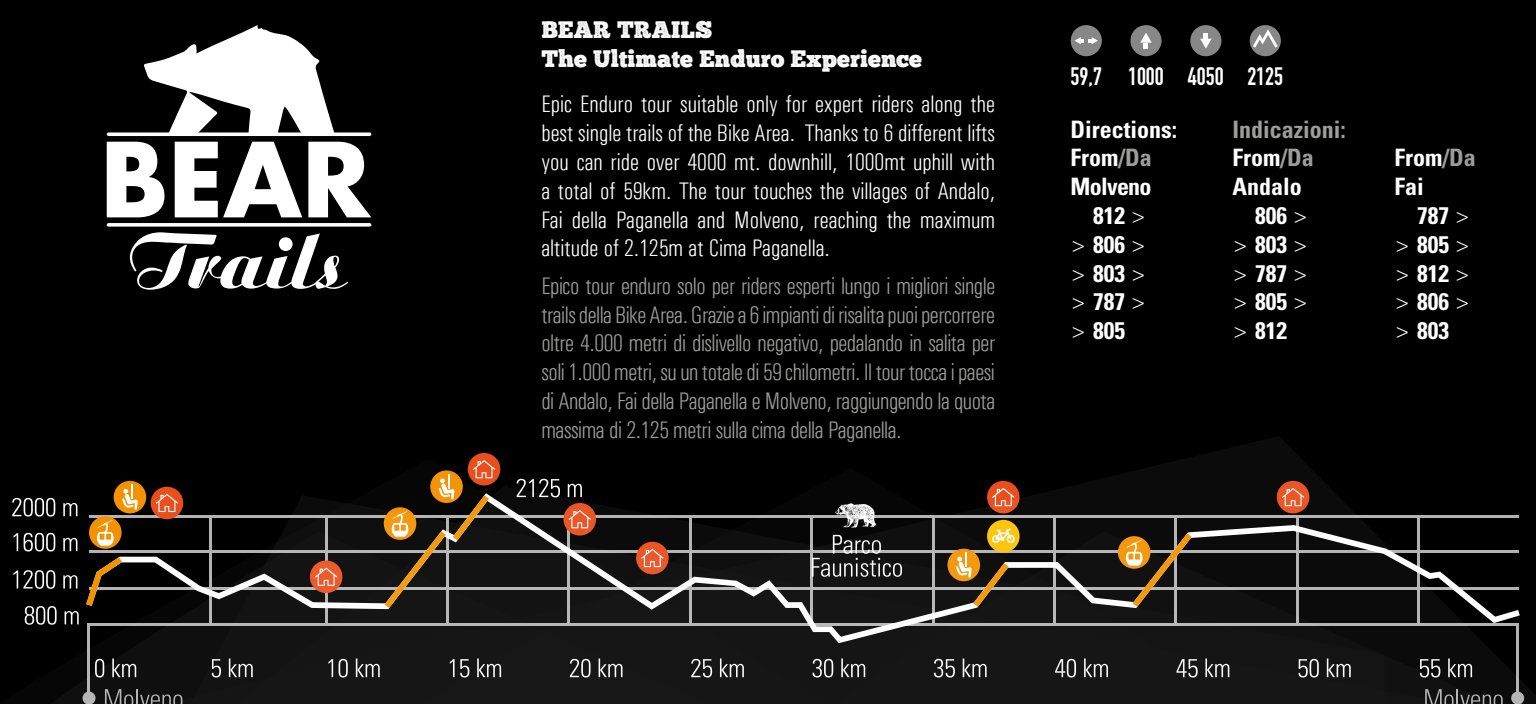 BEAR
Trails
BEAR TRAILS
The Ultimate Enduro Experience
Epic Enduro tour suitable only for expert riders along the
best single trails of the Bike Area. Thanks to 6 different lifts
you can ride over 4000 mt. downhill, 1000mt uphill with
a total of 59km. The tour touches the villages of Andalo,
Fai della Paganella and Molveno, reaching the maximum
altitude of 2.125m at Cima Paganella.
Epico tour enduro solo per riders esperti lungo i migliori single
trails della Bike Area. Grazie a 6 impianti di risalita puoi percorrere
oltre 4.000 metri di dislivello negativo, pedalando in salita per
soli 1.000 metri, su un totale di 59 chilometri. Il tour tocca i paesi
di Andalo, Fai della Paganella e Molveno, raggiungendo la quota
massima di 2.125 metri sulla cima della Paganella.
59,7 1000 4050 2125
Directions: Indicazioni:
From/Da From/Da From/Da
Molveno Andalo Fai
812 > 806 > 787 >
> 806 > > 803 > > 805 >
> 803 > > 787 > > 812 >
> 787 > > 805 > > 806 >
> 805 > 812 > 803
2125 m
2000 m
1600 m
1200 m
800 m
Parco
Faunistico
0 km 5 km 10 km 15 km 20 km 25 km 30 km 35 km 40 km 45 km 50 km 55 km
Molveno Molveno